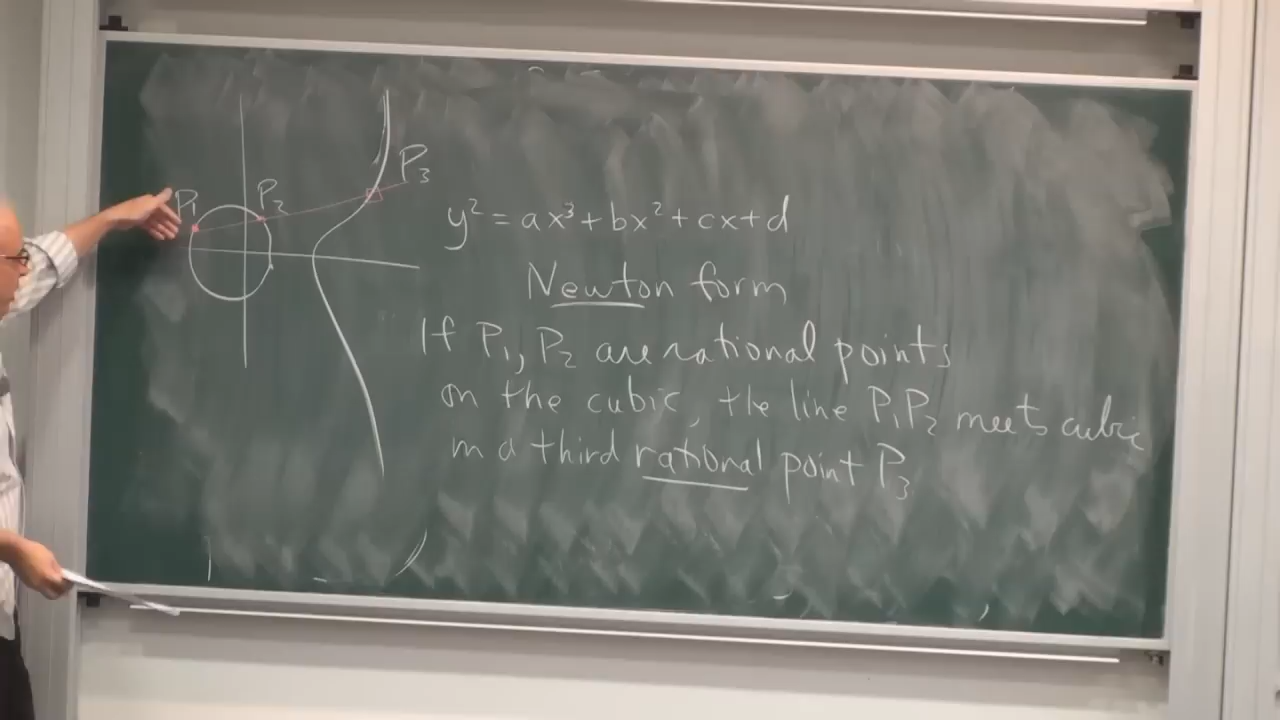 P₁ P₂ P₃
y² = ax³ + bx² + cx + d
Newton form
If P₁, P₂ are rational points
on the cubic, the line P₁P₂ meets cubic
in a third rational point P₃